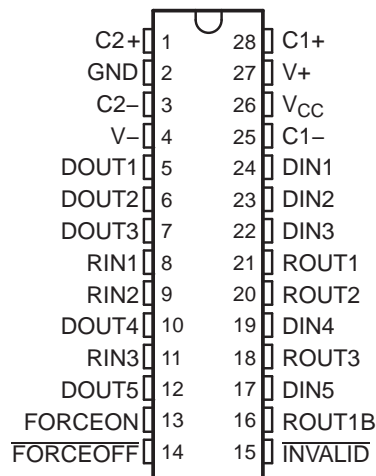 C2+ 1 28 C1+
GND 2 27 V+
C2− 3 26 VCC
V− 4 25 C1−
DOUT1 5 24 DIN1
DOUT2 6 23 DIN2
DOUT3 7 22 DIN3
RIN1 8 21 ROUT1
RIN2 9 20 ROUT2
DOUT4 10 19 DIN4
RIN3 11 18 ROUT3
DOUT5 12 17 DIN5
FORCEON 13 16 ROUT1B
FORCEOFF 14 15 INVALID